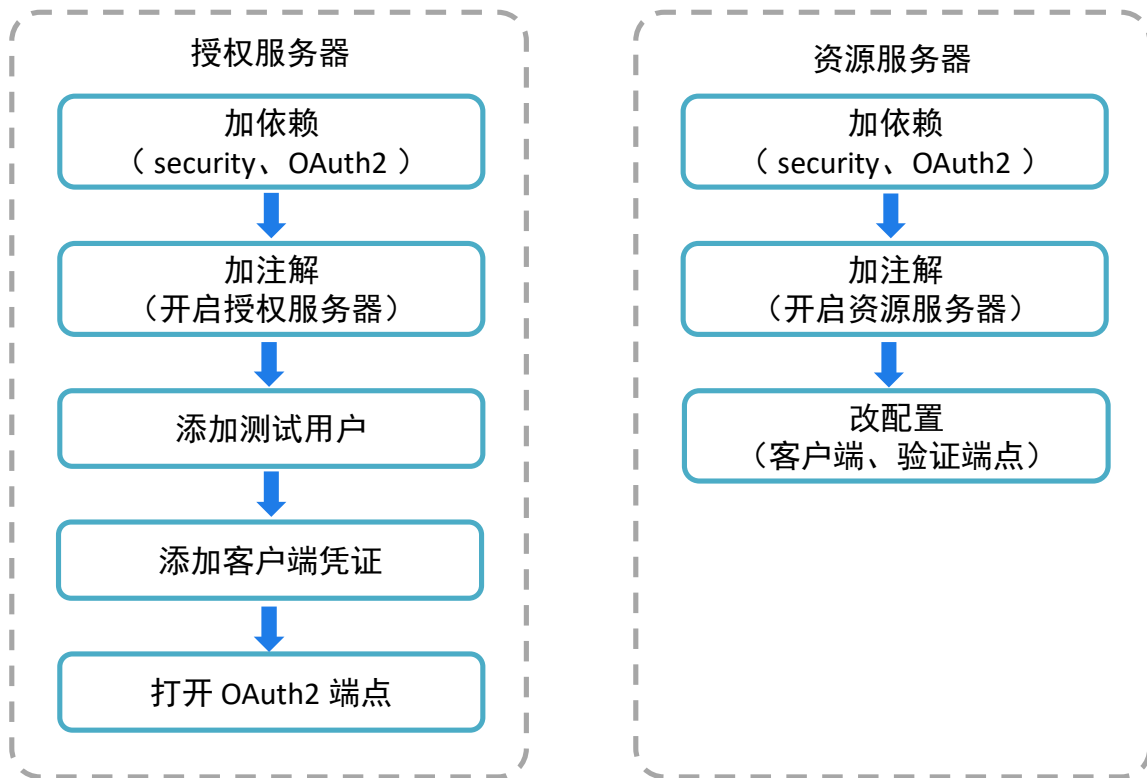 授权服务器
加依赖
（ security、OAuth2 ）
加注解
（开启授权服务器）
添加测试用户
添加客户端凭证
打开 OAuth2 端点
资源服务器
加依赖
（ security、OAuth2 ）
加注解
（开启资源服务器）
改配置
（客户端、验证端点）